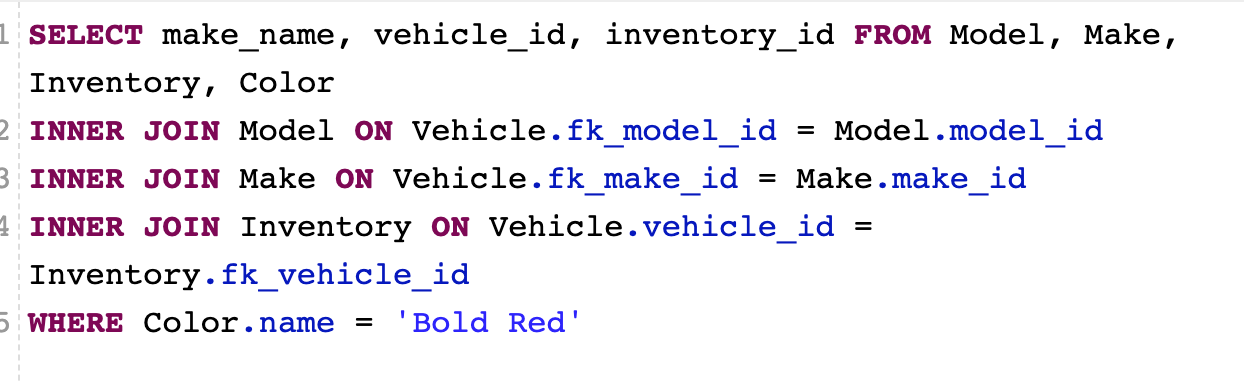 1 SELECT make_name, vehicle_id, inventory_id FROM Model, Make,
Inventory, Color
2 INNER JOIN Model ON Vehicle.fk_model_id = Model.model_id
3 INNER JOIN Make ON Vehicle.fk_make_id = Make.make_id
4 INNER JOIN Inventory ON Vehicle.vehicle_id =
Inventory.fk_vehicle_id
5 WHERE Color.name = 'Bold Red'